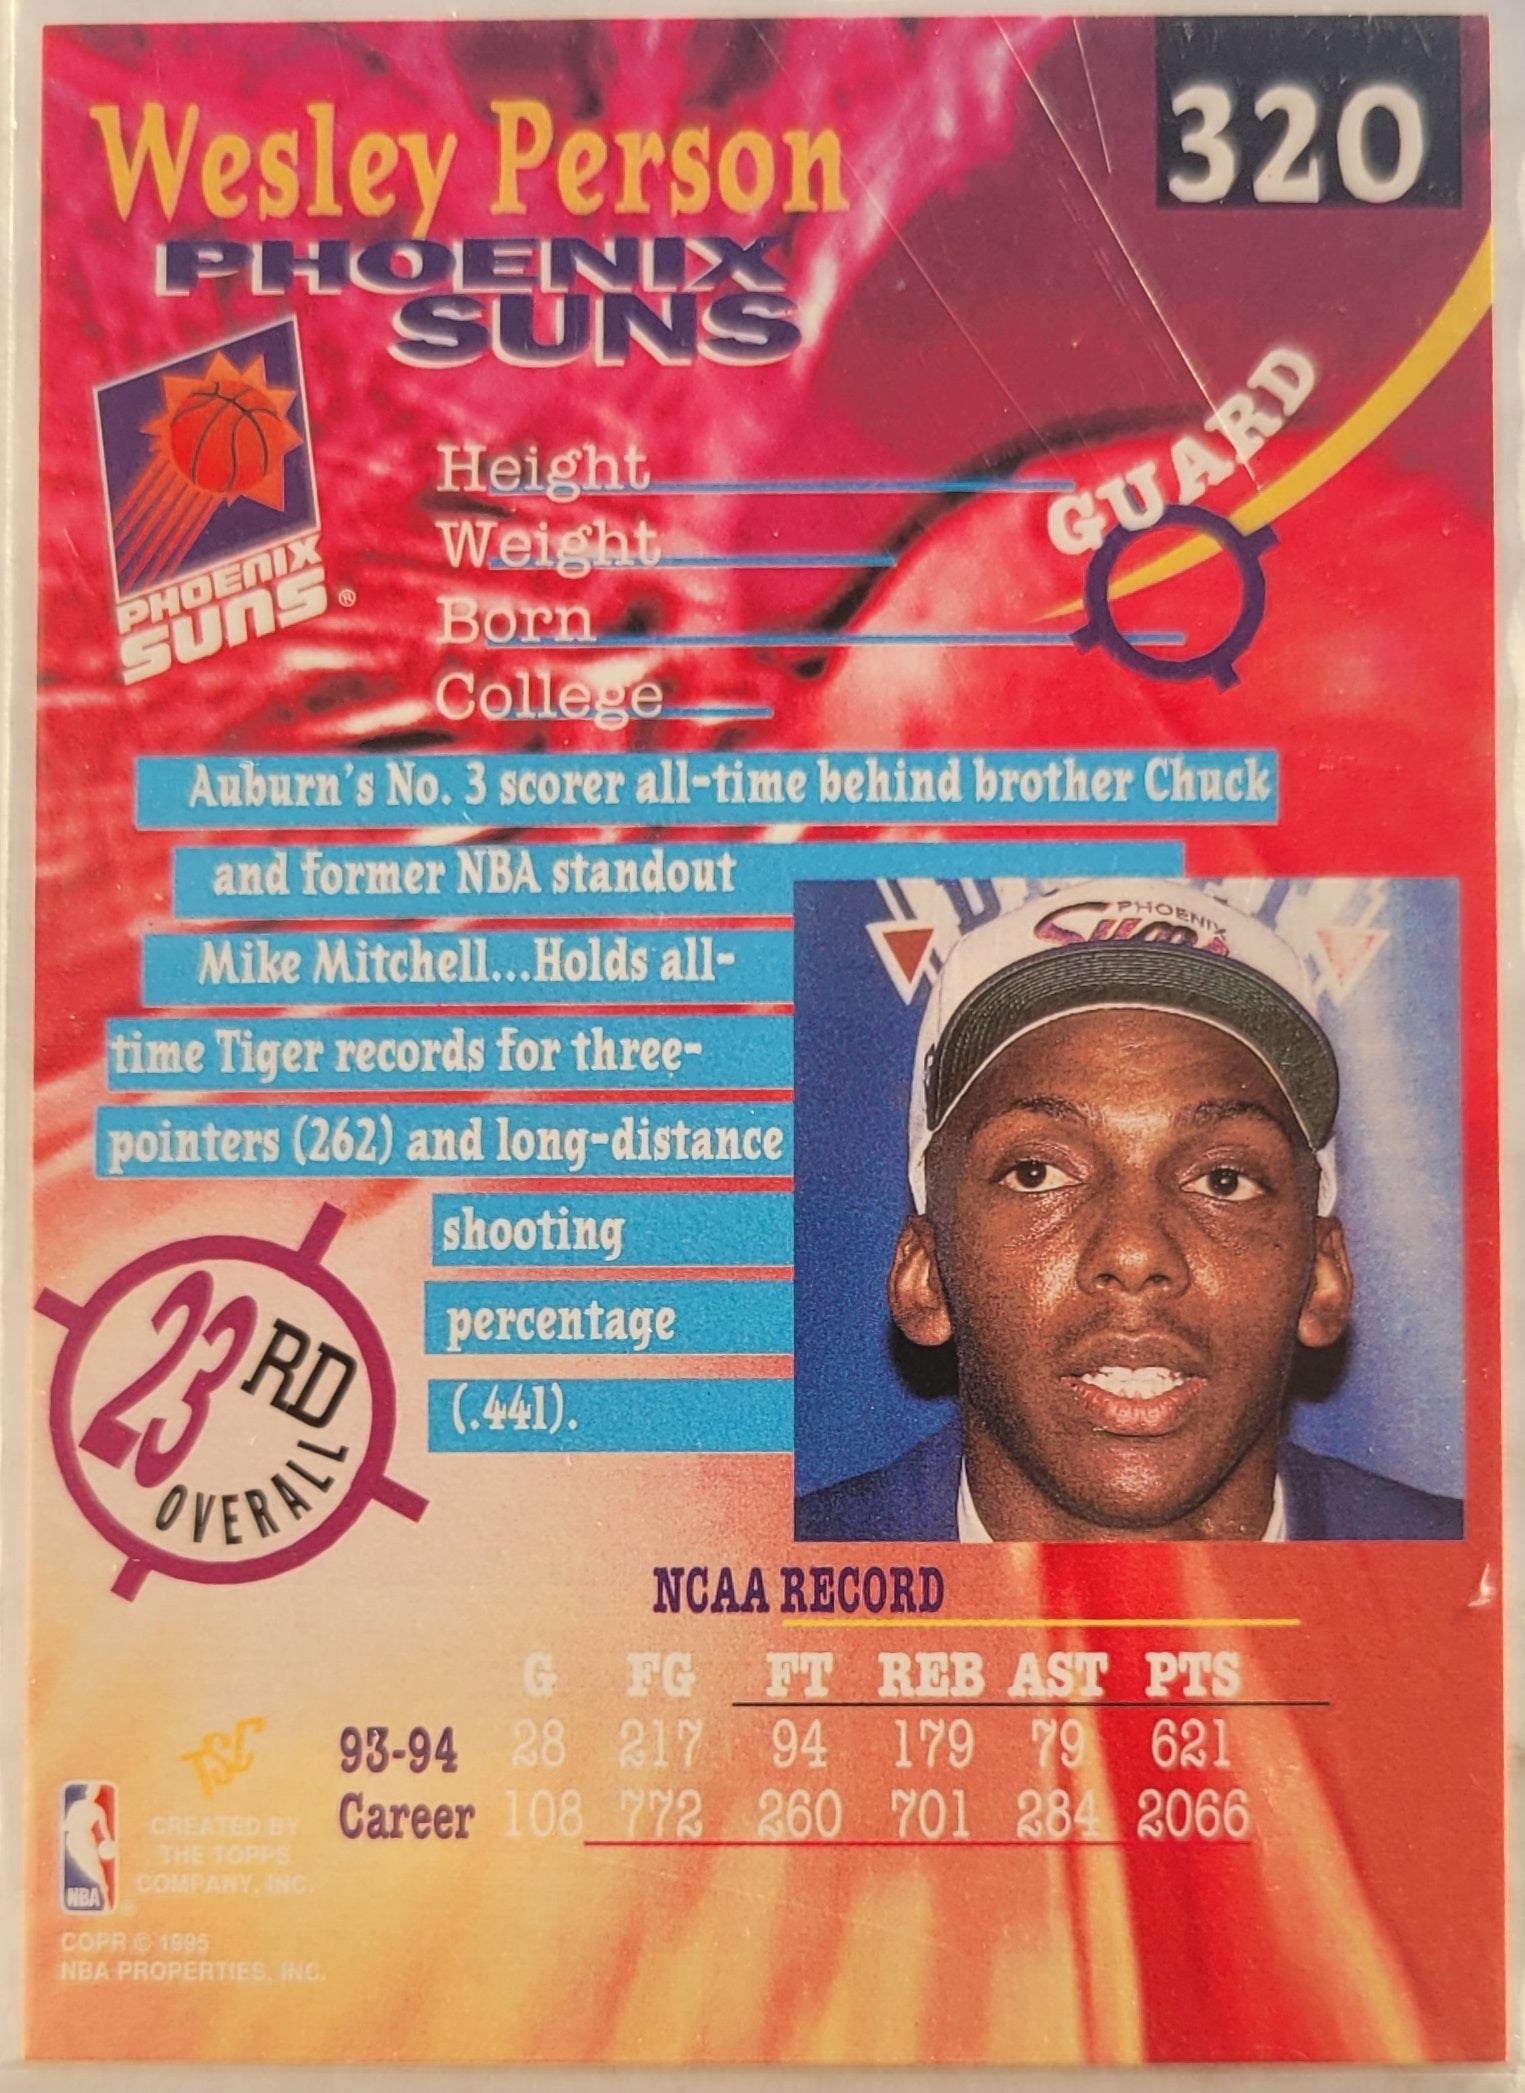 320
Wesley Person
PHOENIX
SUNS
GUARD
PHOENIX
SUNS ®
Height
Weight
Born
College
Auburn's No. 3 scorer all-time behind brother Chuck
and former NBA standout
Mike Mitchell...Holds all-
time Tiger records for three-
pointers (262) and long-distance
shooting
percentage
(.441).
PHOENIX
Suns
23RD
OVERALL
NCAA RECORD
G FG FT REB AST PTS
93-94 28 217 94 179 79 621
Career 108 772 260 701 284 2066
TSC
CREATED BY
THE TOPPS
COMPANY, INC.
NBA
COPR © 1995
NBA PROPERTIES, INC.